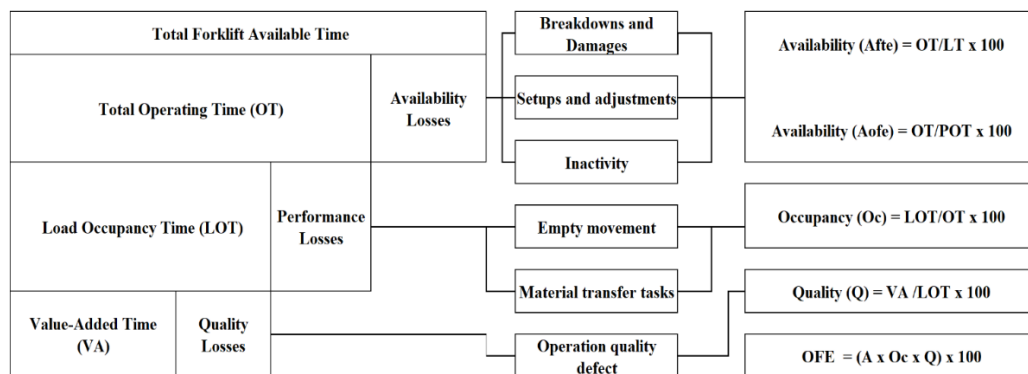 Total Forklift Available Time
Total Operating Time (OT)
Availability
Losses
Load Occupancy Time (LOT)
Performance
Losses
Value-Added Time
(VA)
Quality
Losses
Breakdowns and
Damages
Setups and adjustments
Inactivity
Empty movement
Material transfer tasks
Operation quality
defect
Availability (Afte) = OT/LT x 100
Availability (Aofe) = OT/POT x 100
Occupancy (Oc) = LOT/OT x 100
Quality (Q) = VA /LOT x 100
OFE = (A x Oc x Q) x 100